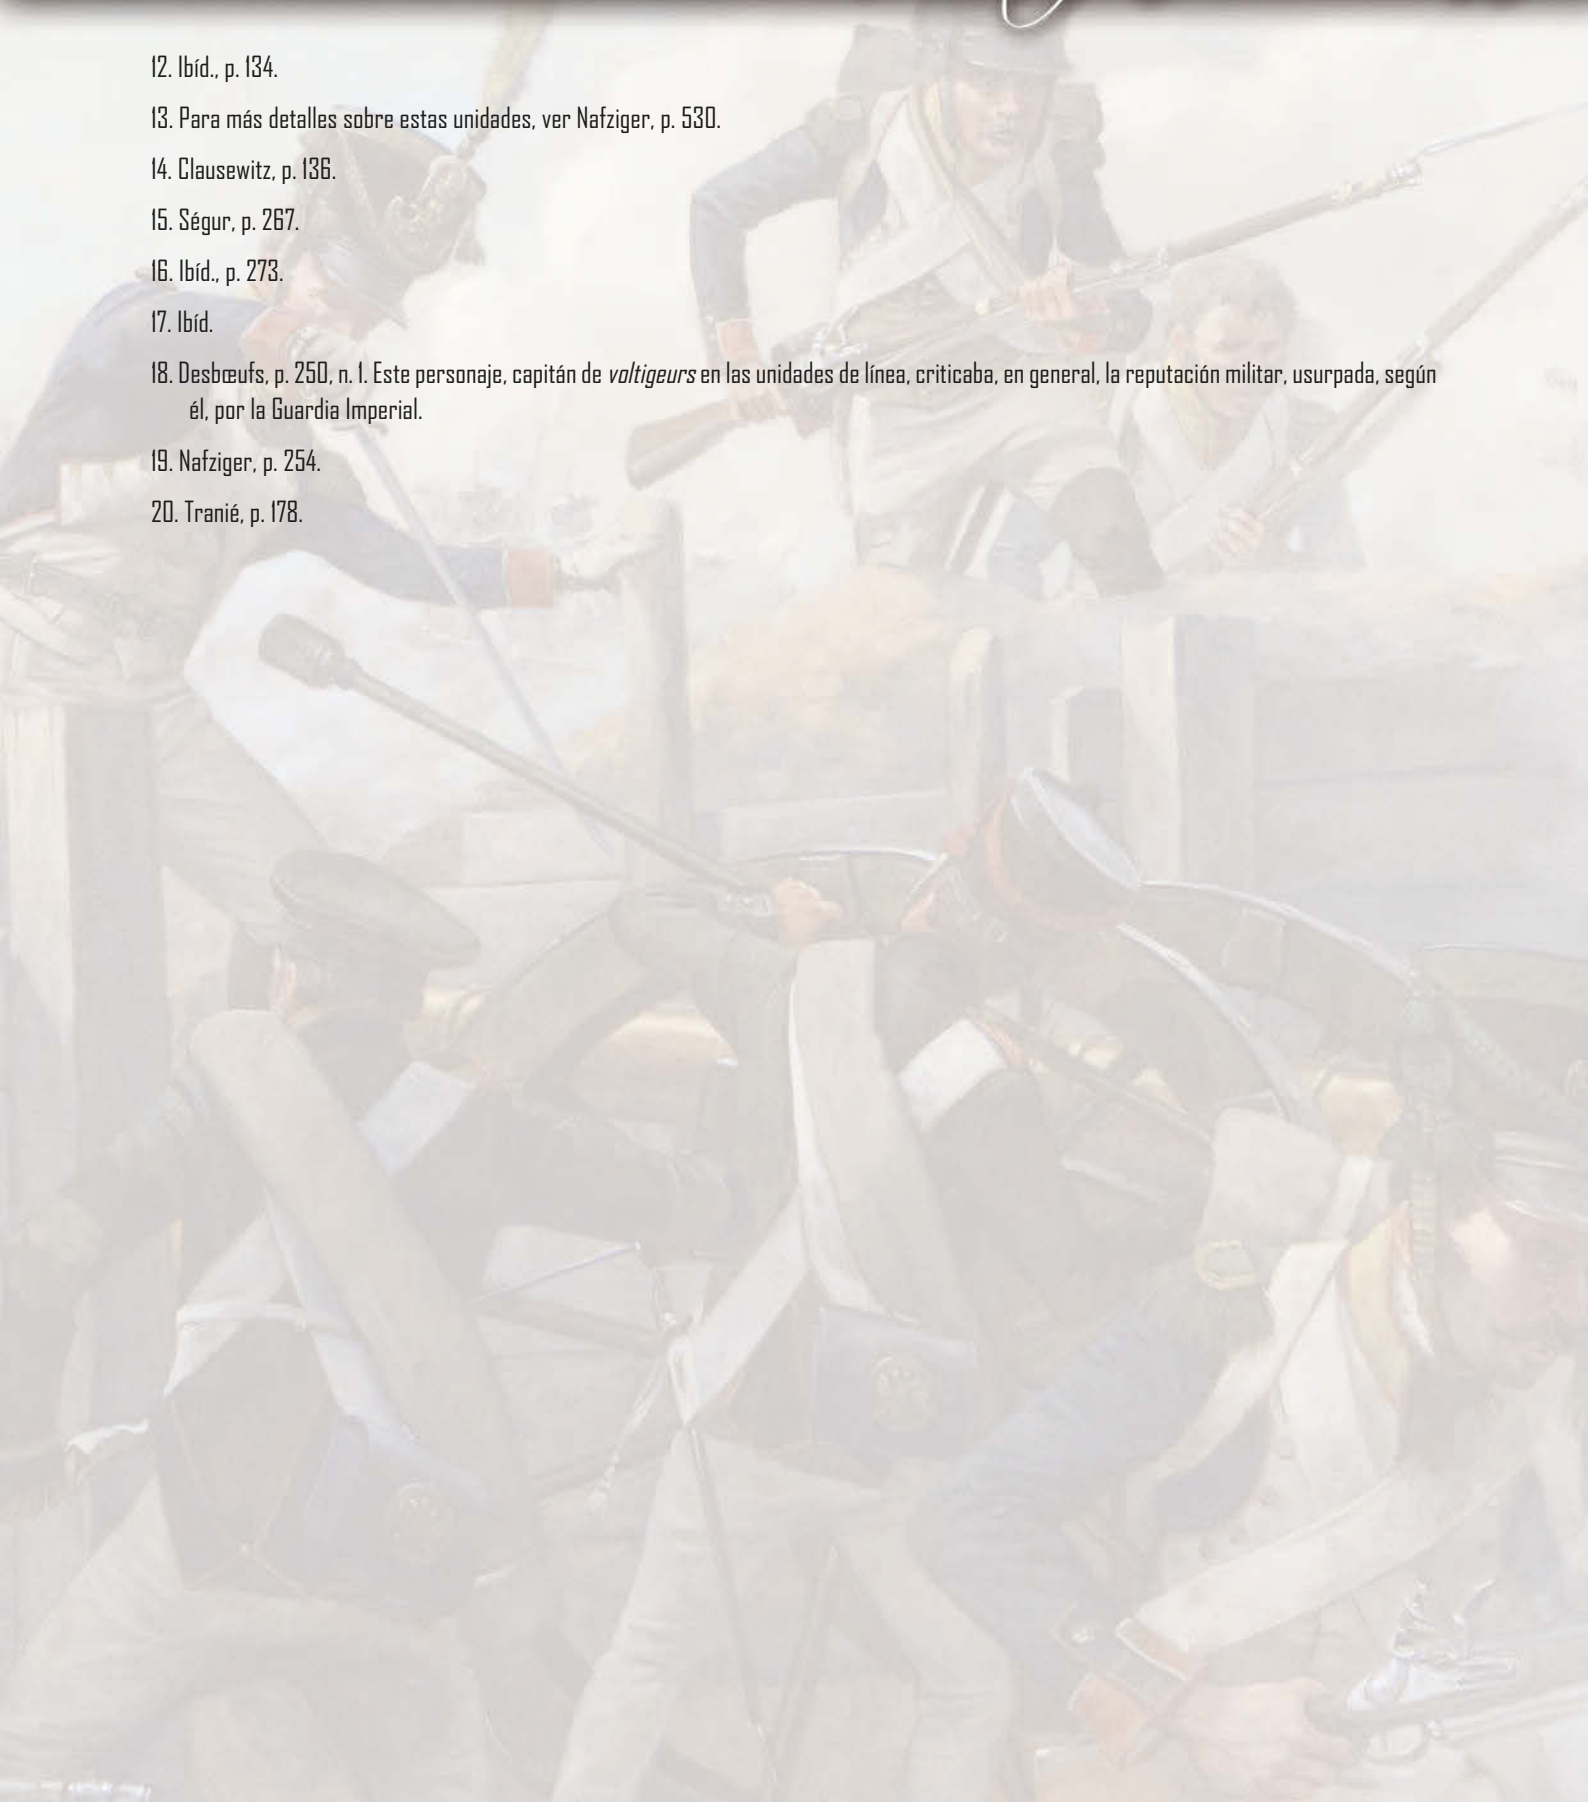 12. Ibíd., p. 134.
13. Para más detalles sobre estas unidades, ver Nafziger, p. 530.
14. Clausewitz, p. 136.
15. Ségur, p. 267.
16. Ibíd., p. 273.
17. Ibíd.
18. Desbœufs, p. 250, n. 1. Este personaje, capitán de voltigeurs en las unidades de línea, criticaba, en general, la reputación militar, usurpada, según
él, por la Guardia Imperial.
19. Nafziger, p. 254.
20. Tranié, p. 178.